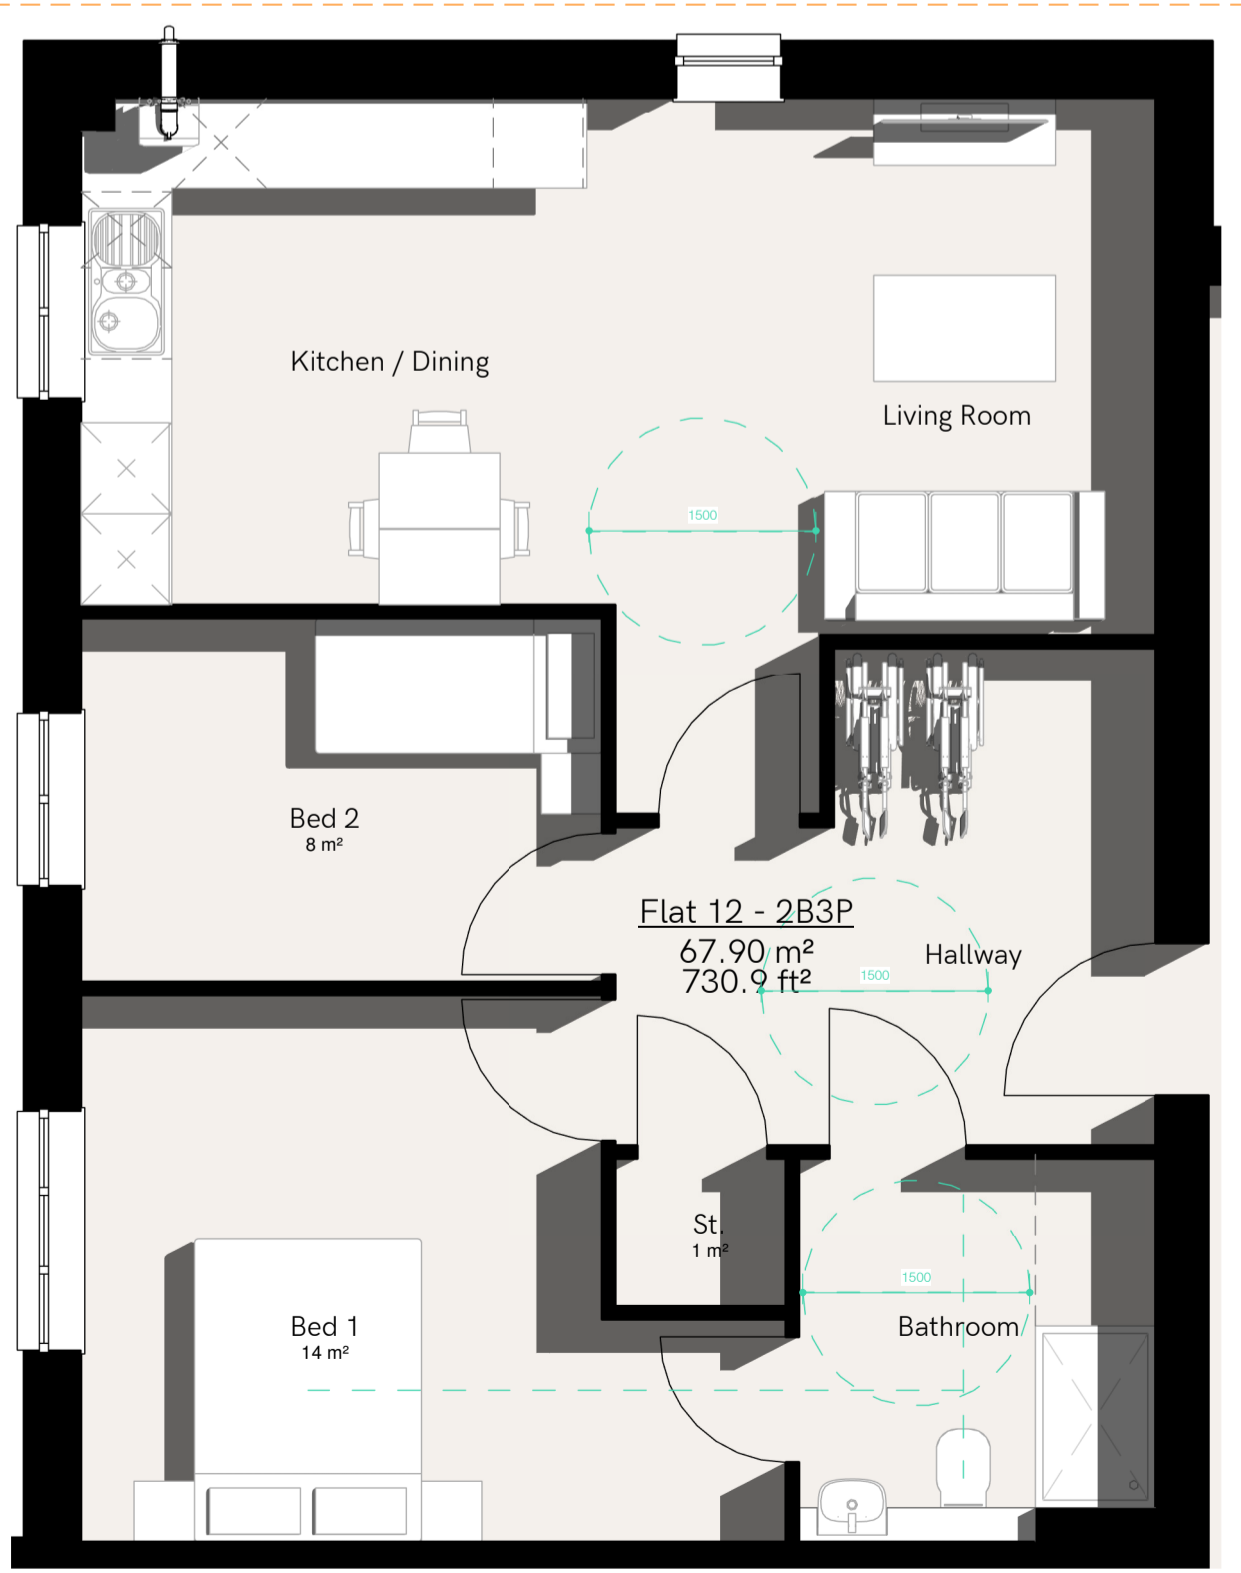 Kitchen / Dining
Living Room
1500
Bed 2
8 m²
Flat 12 - 2B3P
67.90 m²
730.9 ft²
Hallway
1500
St.
1 m²
1500
Bed 1
14 m²
Bathroom